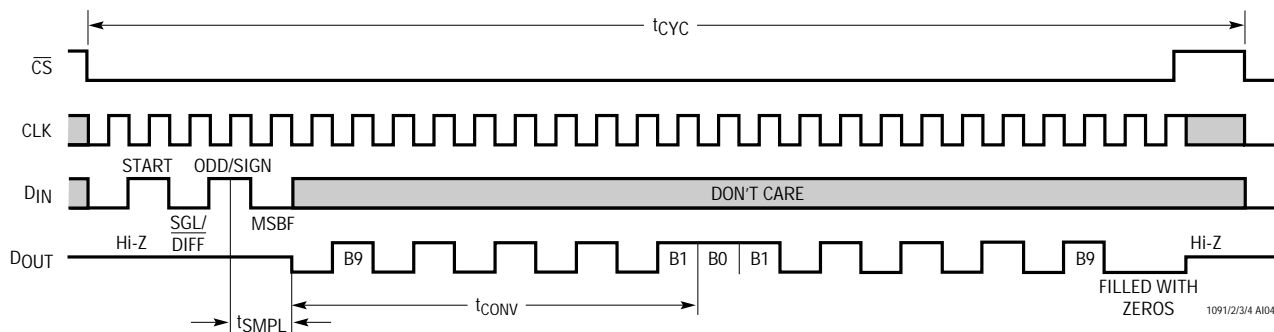 tCYC
CS
CLK
START
ODD/SIGN
DIN
DON'T CARE
SGL/
DIFF
MSBF
Hi-Z
DOUT
B9
B1
B0
B1
B9
Hi-Z
FILLED WITH
ZEROS
tCONV
tSMPL
1091/2/3/4 AI04